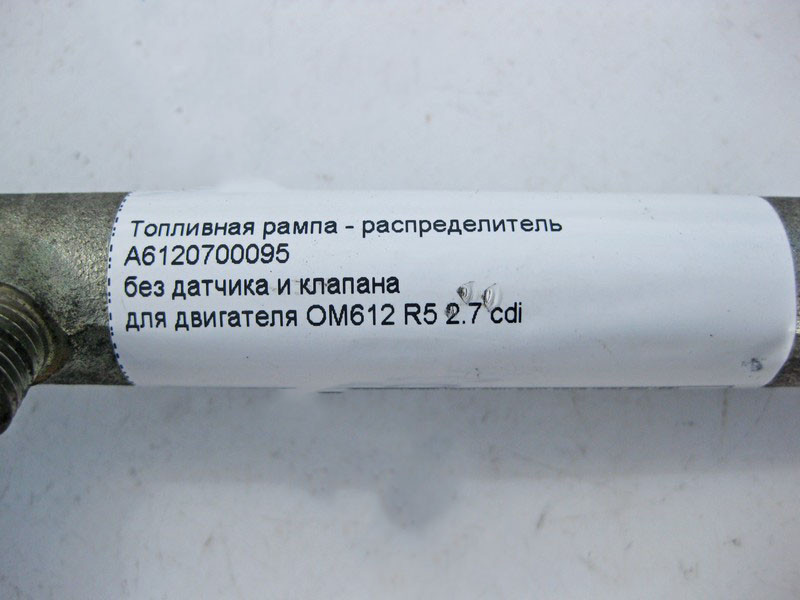 Топливная рампа - распределитель
A6120700095
без датчика и клапана
для двигателя OM612 R5 2.7 cdi